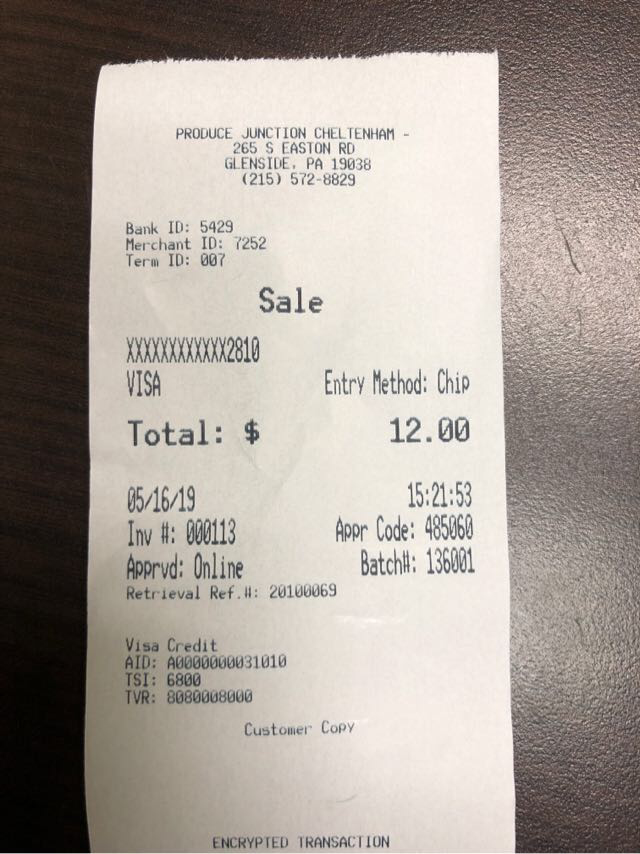 PRODUCE JUNCTION CHELTENHAM -
265 S EASTON RD
GLENSIDE, PA 19038
(215) 572-8829
Bank ID: 5429
Merchant ID: 7252
Term ID: 007
Sale
XXXXXXXXXXXX2810
VISA Entry Method: Chip
Total: $ 12.00
05/16/19 15:21:53
Inv #: 000113 Appr Code: 485060
Apprvd: Online Batch#: 136001
Retrieval Ref.#: 20100069
Visa Credit
AID: A0000000031010
TSI: 6800
TVR: 8080008000
Customer Copy
ENCRYPTED TRANSACTION